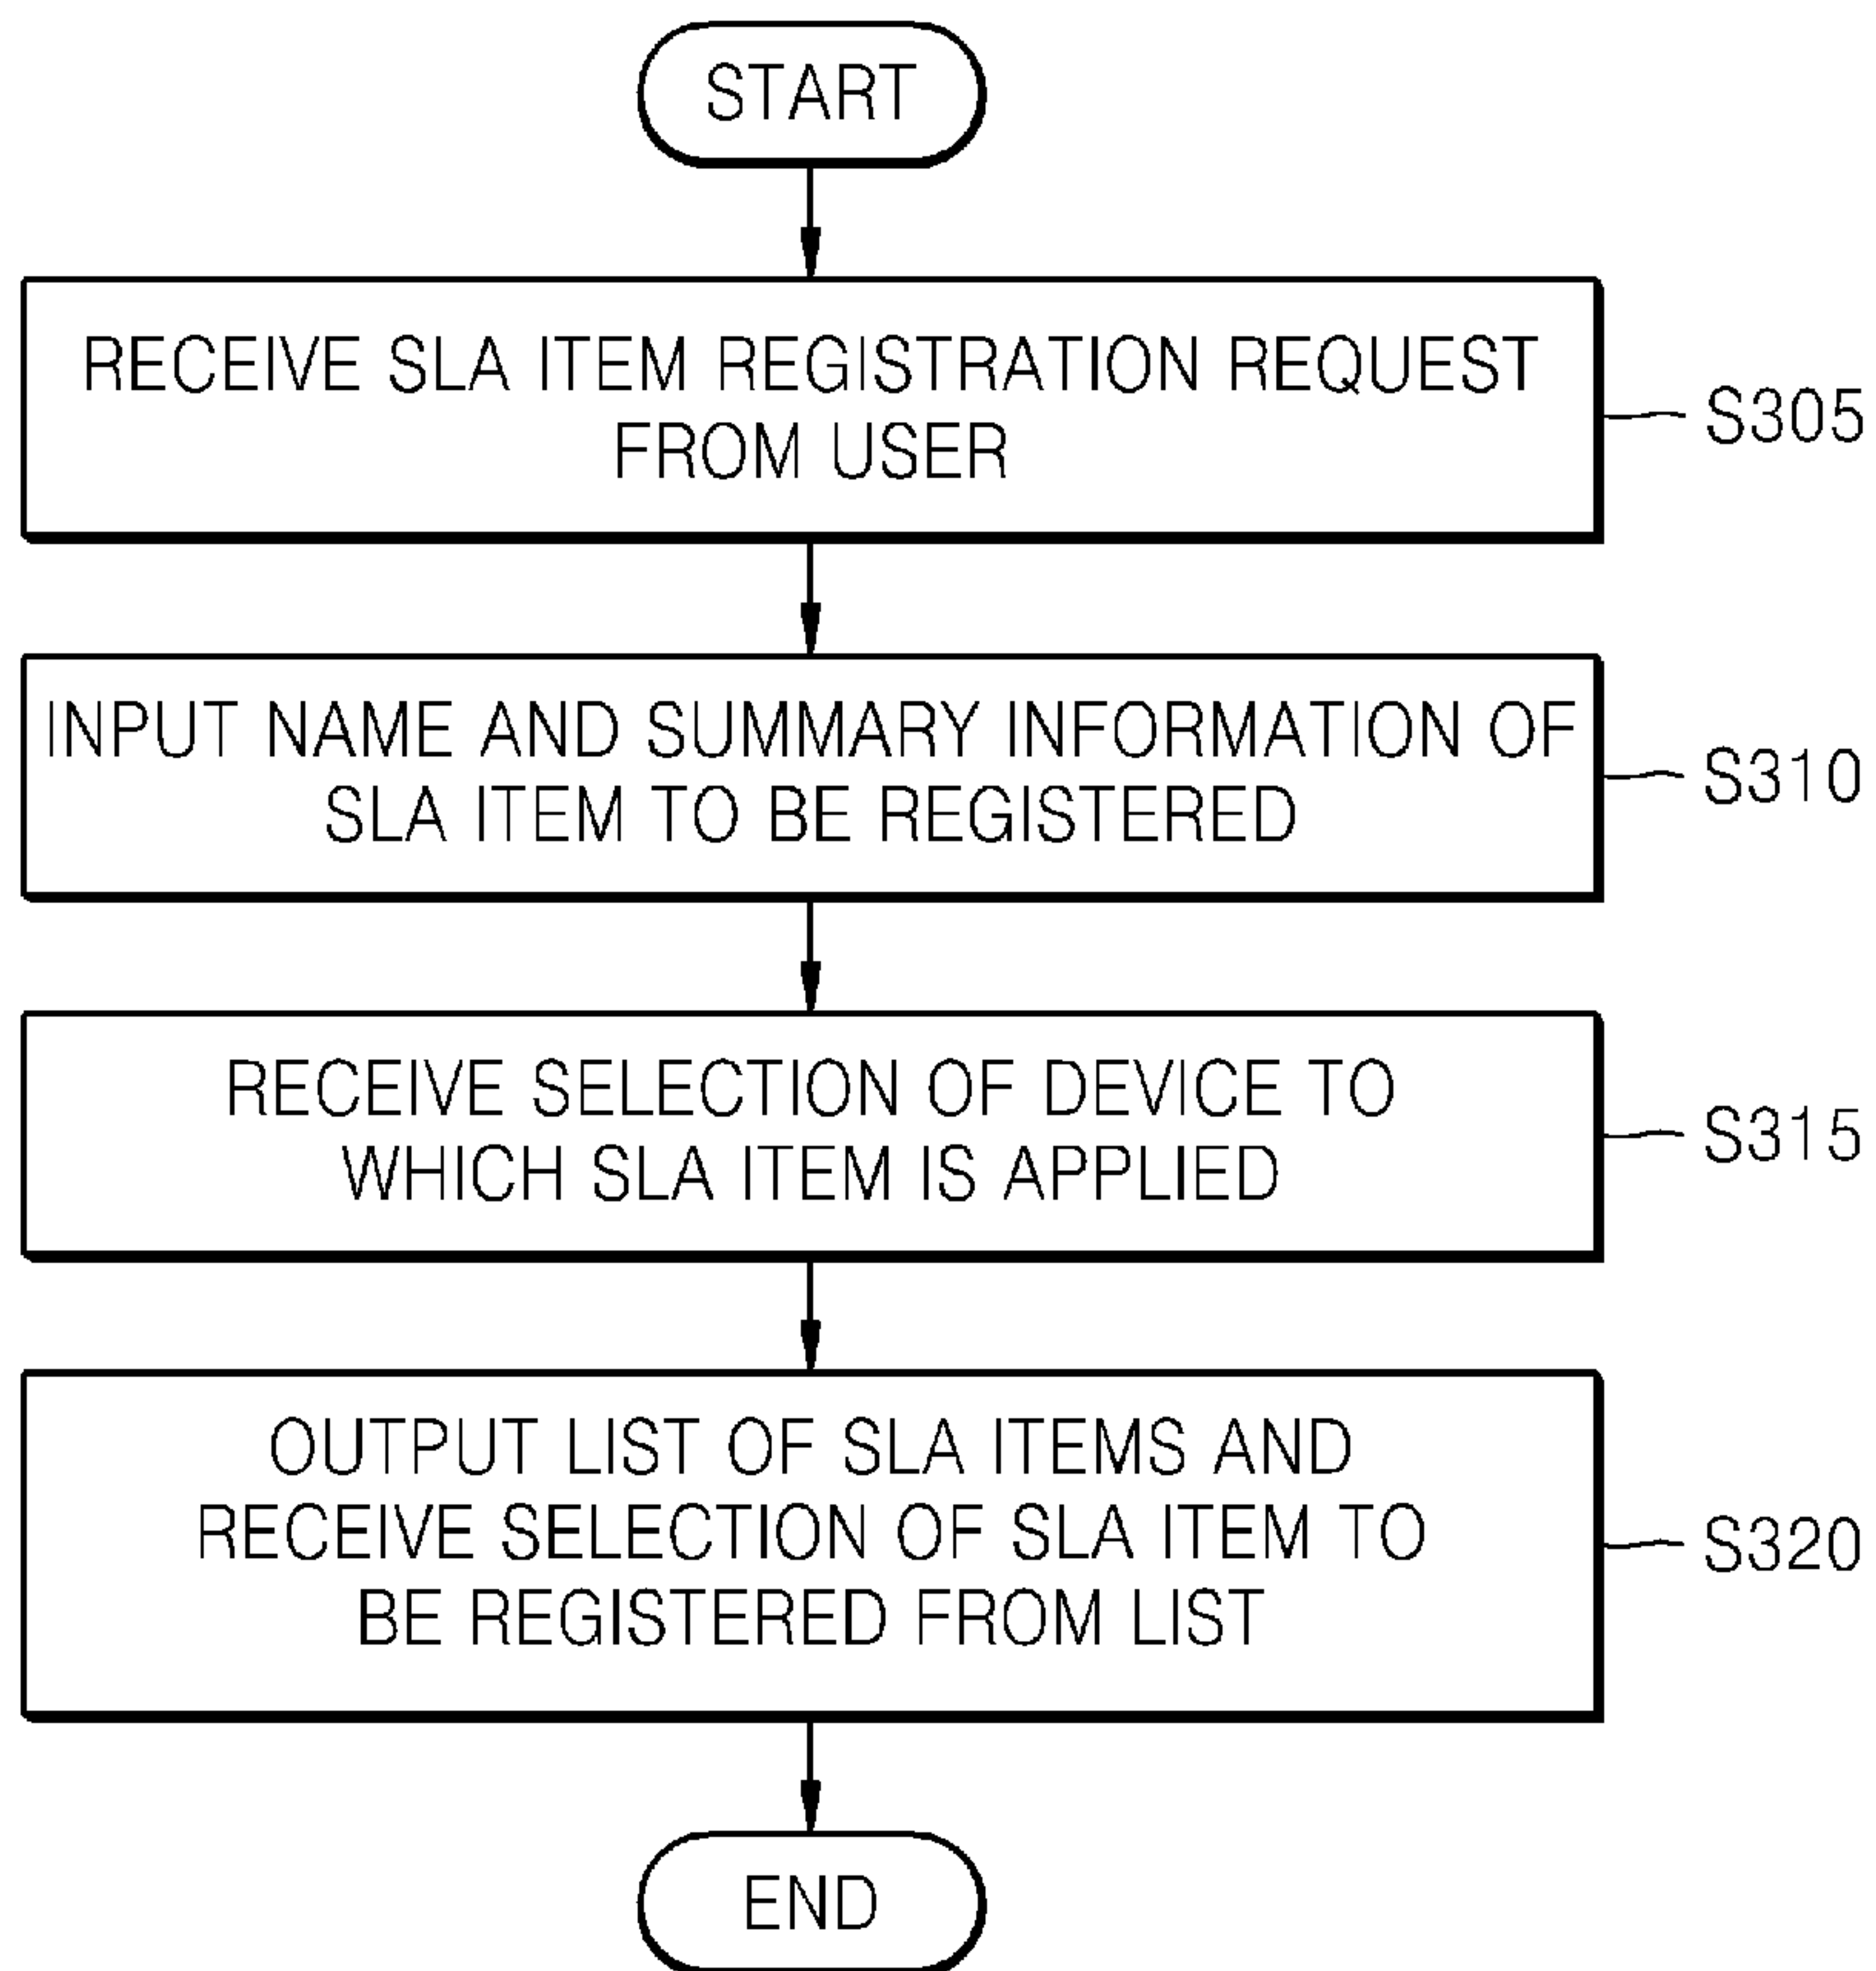 START
RECEIVE SLA ITEM REGISTRATION REQUEST
FROM USER
S305
INPUT NAME AND SUMMARY INFORMATION OF
SLA ITEM TO BE REGISTERED
S310
RECEIVE SELECTION OF DEVICE TO
WHICH SLA ITEM IS APPLIED
S315
OUTPUT LIST OF SLA ITEMS AND
RECEIVE SELECTION OF SLA ITEM TO
BE REGISTERED FROM LIST
S320
END